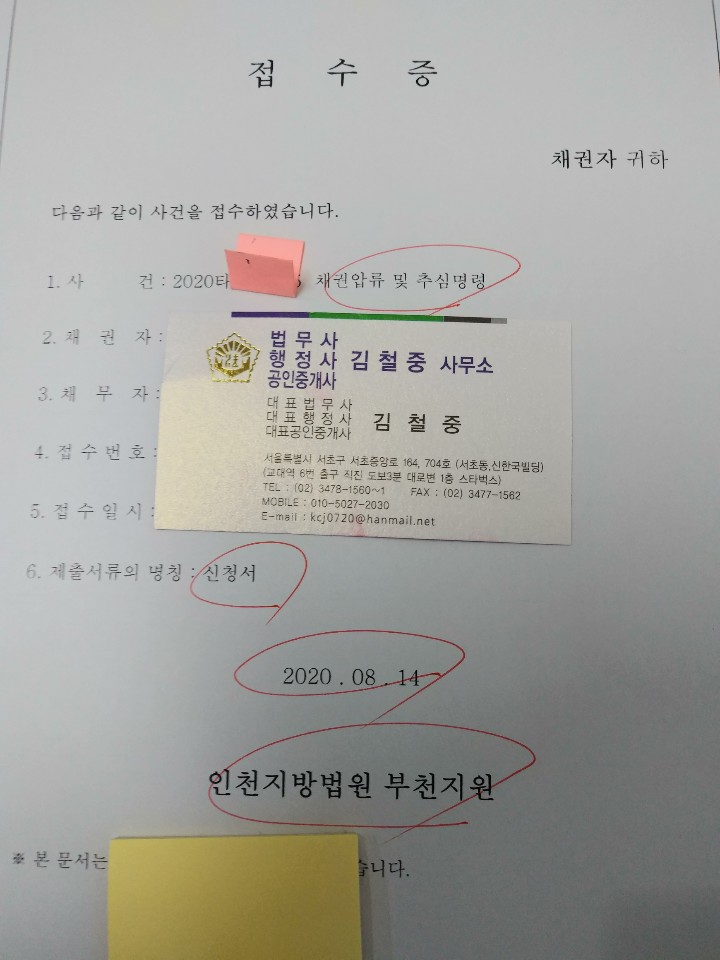 접 수 증
채권자 귀하
다음과 같이 사건을 접수하였습니다.
1. 사 건 : 2020타 채권압류 및 추심명령
2. 채 권 자 :
3. 채 무 자 :
4. 접 수 번 호 :
5. 접 수 일 시 :
법 무 사
행 정 사 김 철 중 사무소
공인중개사
대 표 법 무 사
대 표 행 정 사 김 철 중
대표공인중개사
서울특별시 서초구 서초중앙로 164, 704호 (서초동,신한국빌딩)
(교대역 6번 출구 직진 도보3분 대로변 1층 스타벅스)
TEL : (02) 3478-1560~1 FAX : (02) 3477-1562
MOBILE : 010-5027-2030
E-mail : kcj0720@hanmail.net
6. 제출서류의 명칭 : 신청서
2020 . 08 . 14
인천지방법원 부천지원
※ 본 문서는 습니다.